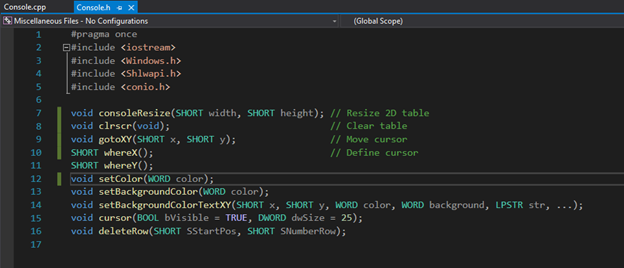 Console.cpp Console.h
Miscellaneous Files - No Configurations (Global Scope)
1 #pragma once
2 #include <iostream>
3 #include <Windows.h>
4 #include <Shlwapi.h>
5 #include <conio.h>
6
7 void consoleResize(SHORT width, SHORT height); // Resize 2D table
8 void clrscr(void); // Clear table
9 void gotoXY(SHORT x, SHORT y); // Move cursor
10 SHORT whereX(); // Define cursor
11 SHORT whereY();
12 void setColor(WORD color);
13 void setBackgroundColor(WORD color);
14 void setBackgroundColorTextXY(SHORT x, SHORT y, WORD color, WORD background, LPSTR str, ...);
15 void cursor(BOOL bVisible = TRUE, DWORD dwSize = 25);
16 void deleteRow(SHORT SStartPos, SHORT SNumberRow);
17